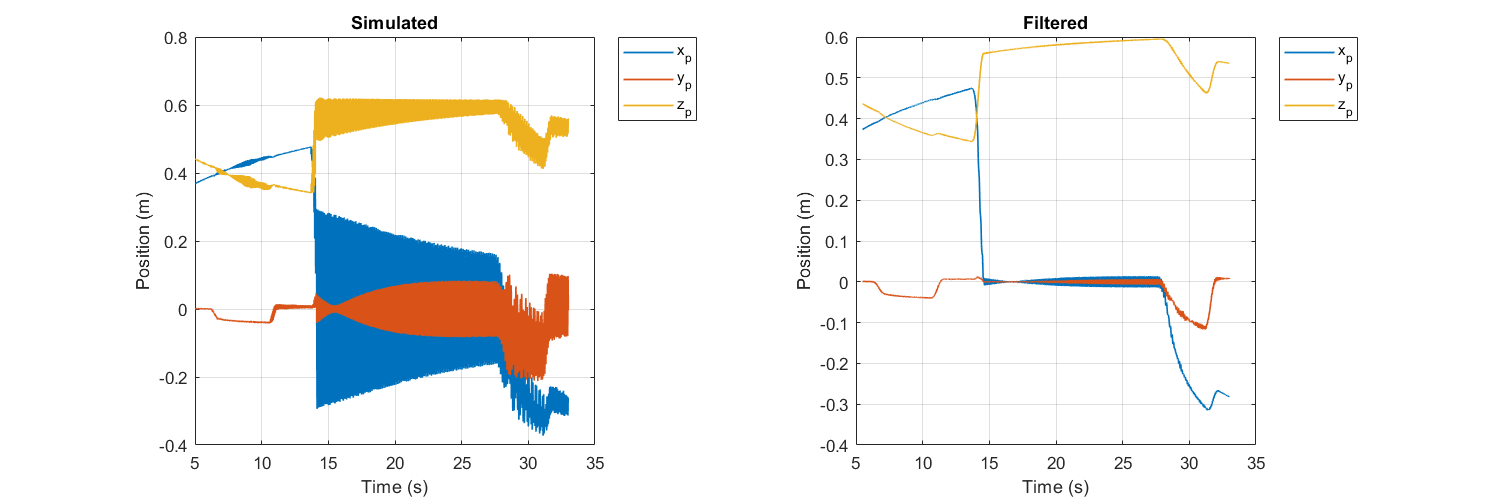 Simulated
0.8
0.6
0.4
0.2
0
-0.2
-0.4
5 10 15 20 25 30 35
Position (m)
Time (s)
x_p
y_p
z_p
Filtered
0.6
0.5
0.4
0.3
0.2
0.1
0
-0.1
-0.2
-0.3
-0.4
5 10 15 20 25 30 35
Position (m)
Time (s)
x_p
y_p
z_p